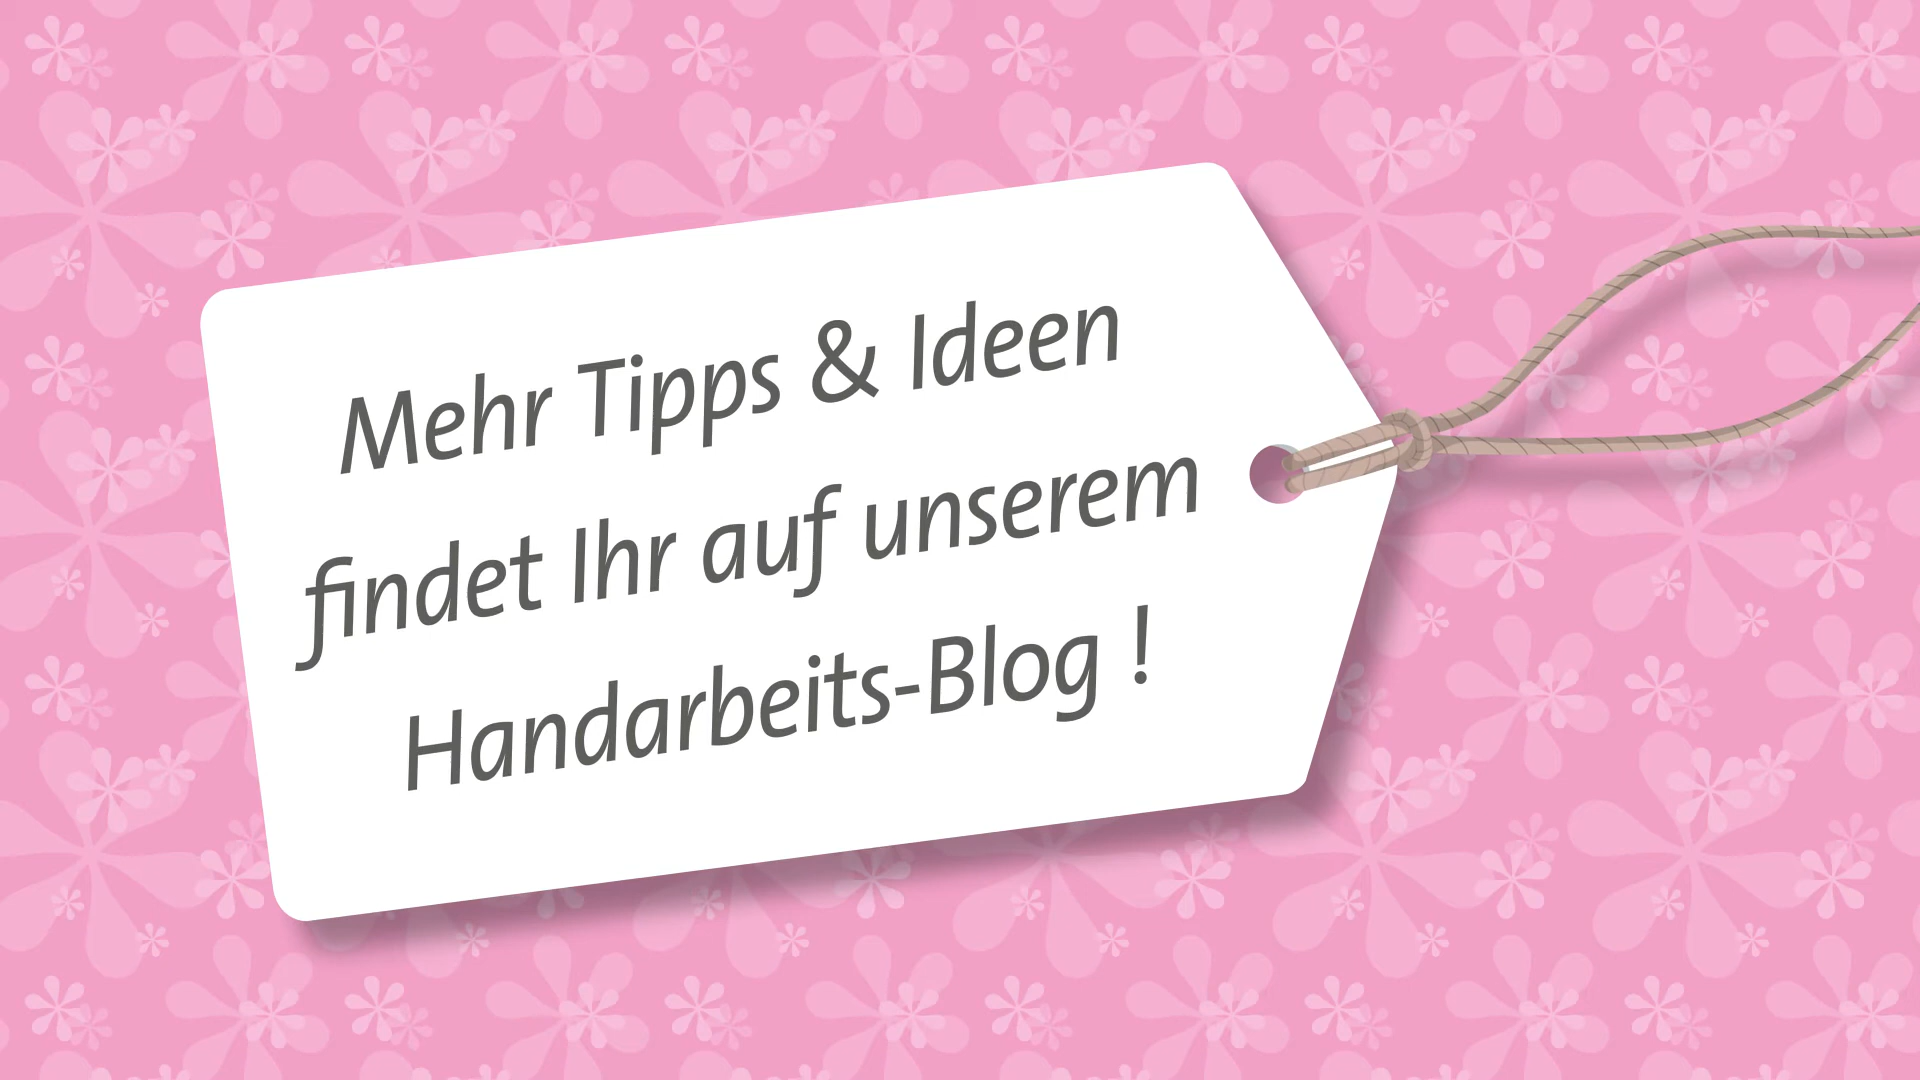 Mehr Tipps & Ideen
findet Ihr auf unserem
Handarbeits-Blog !